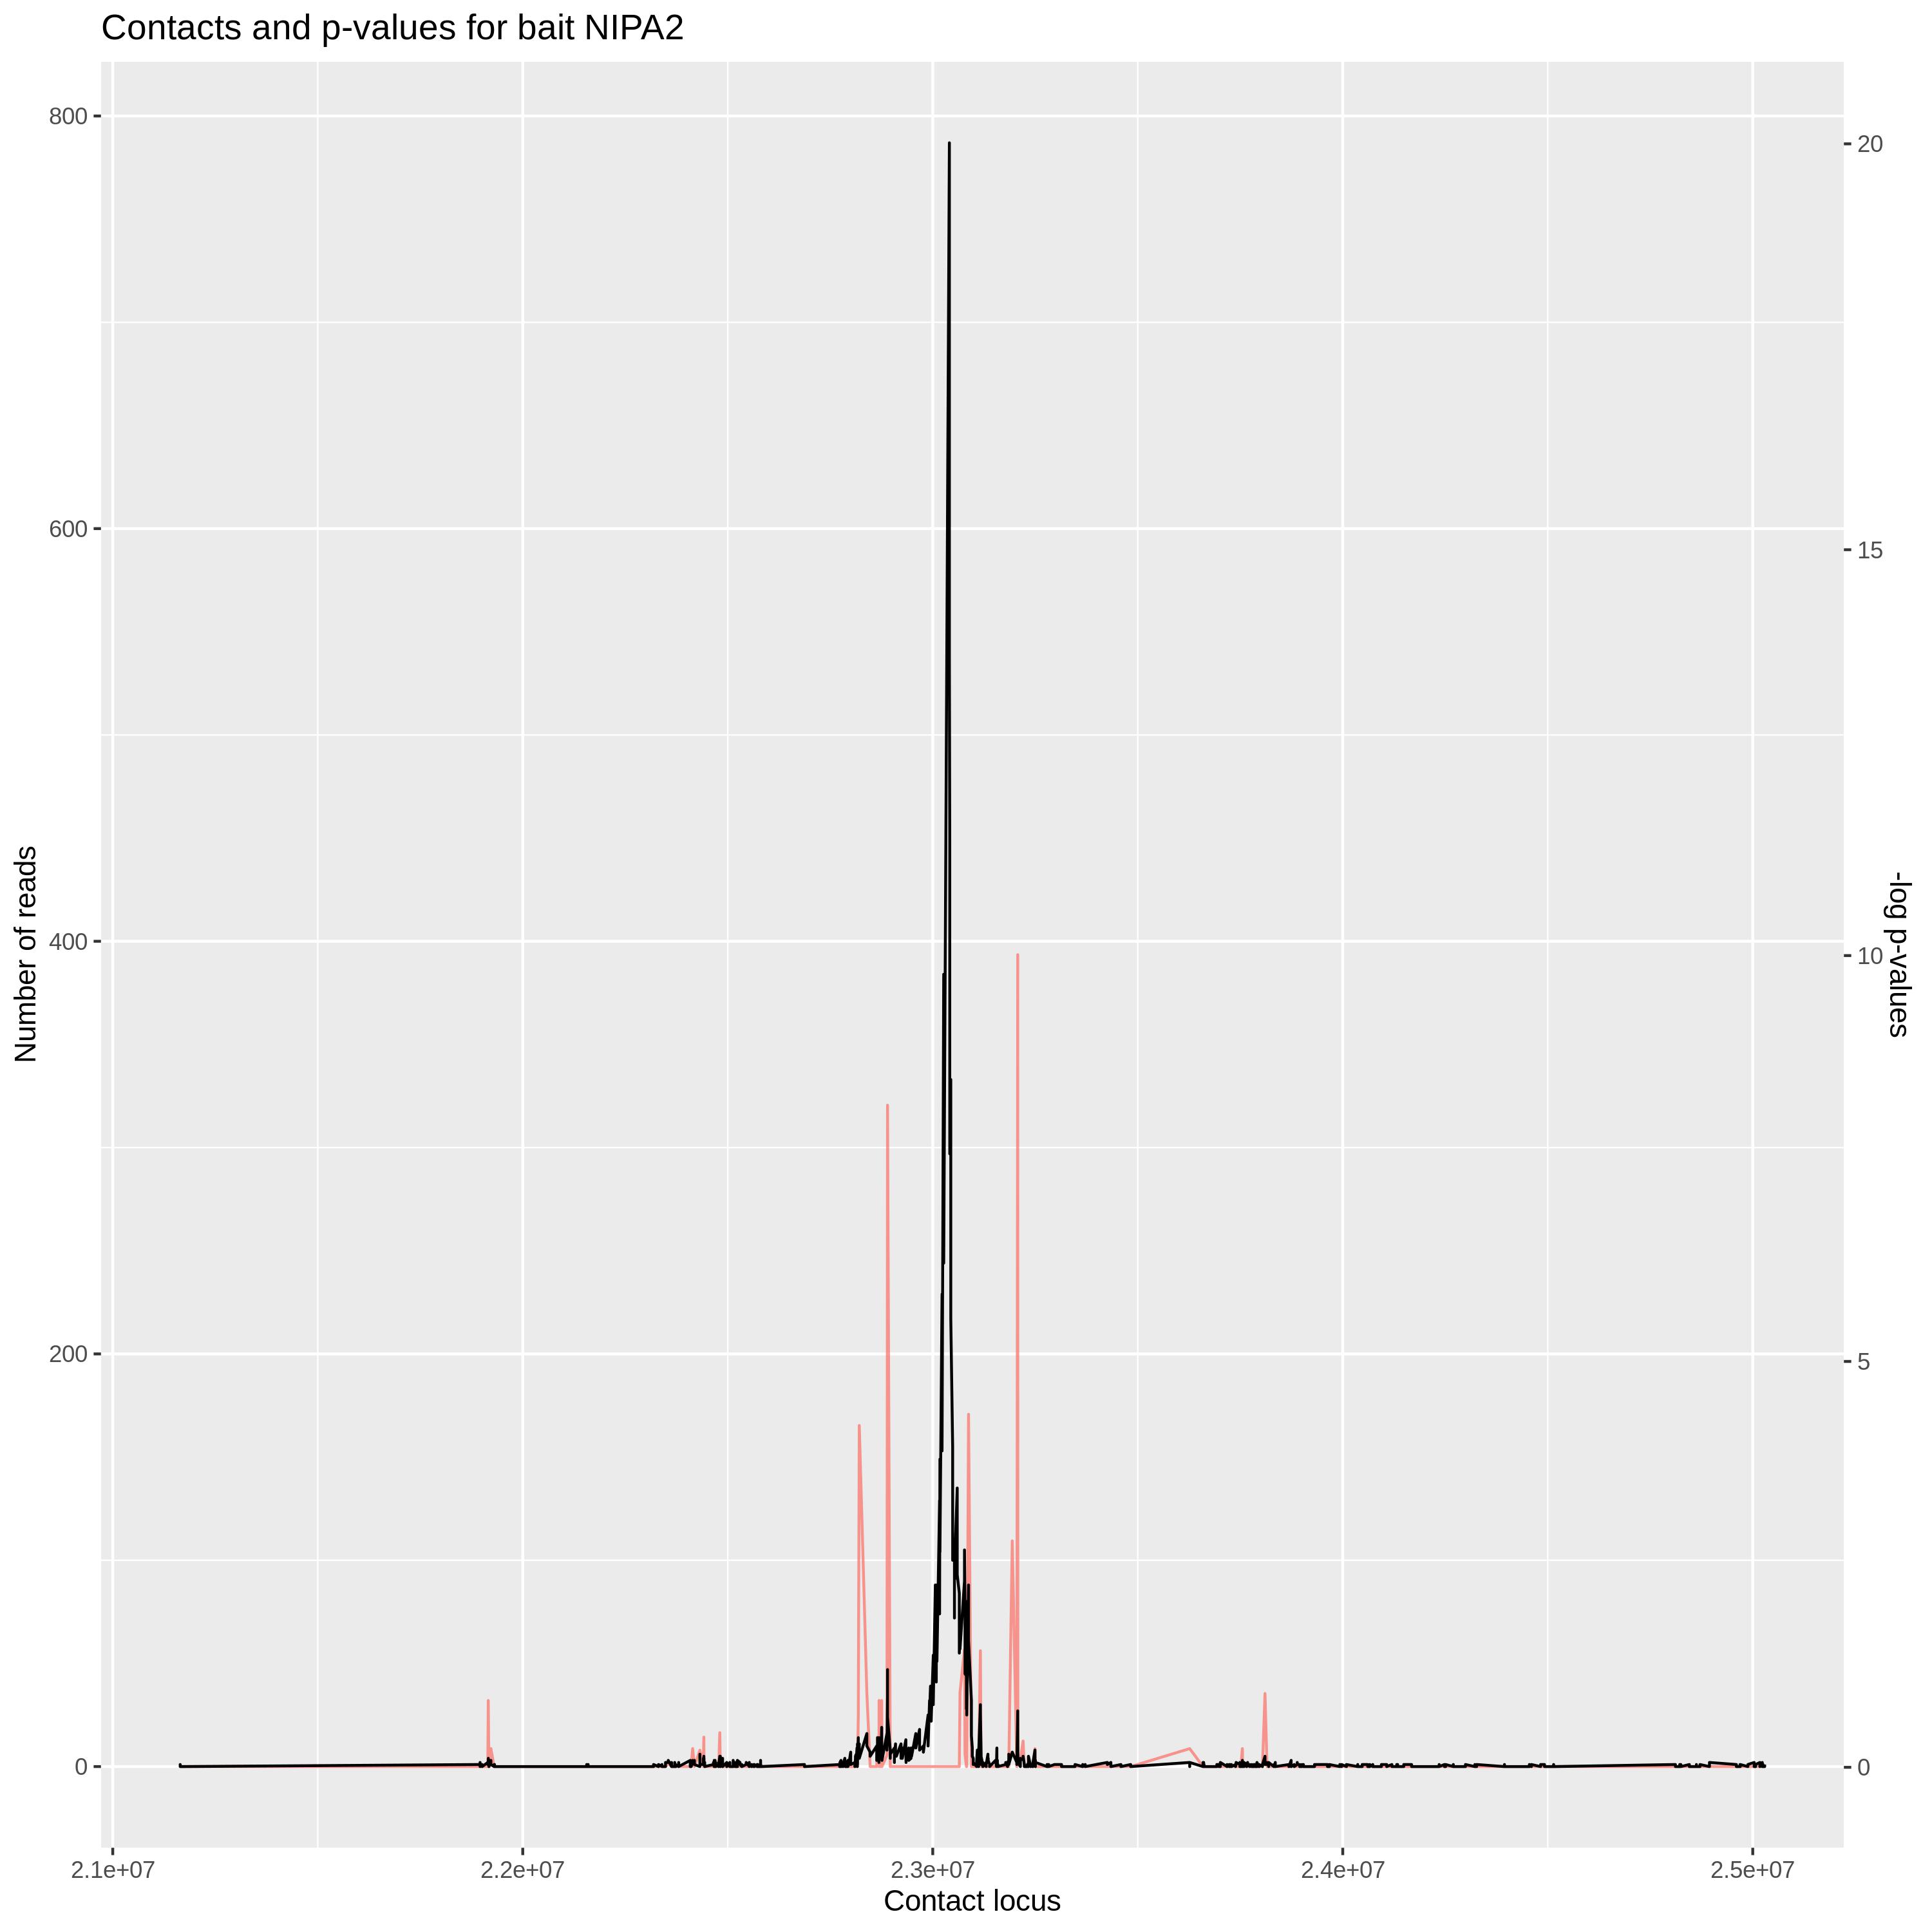 Contacts and p-values for bait NIPA2
800
600
400
200
0
Number of reads
20
15
10
5
0
-log p-values
2.1e+07
2.2e+07
2.3e+07
2.4e+07
2.5e+07
Contact locus